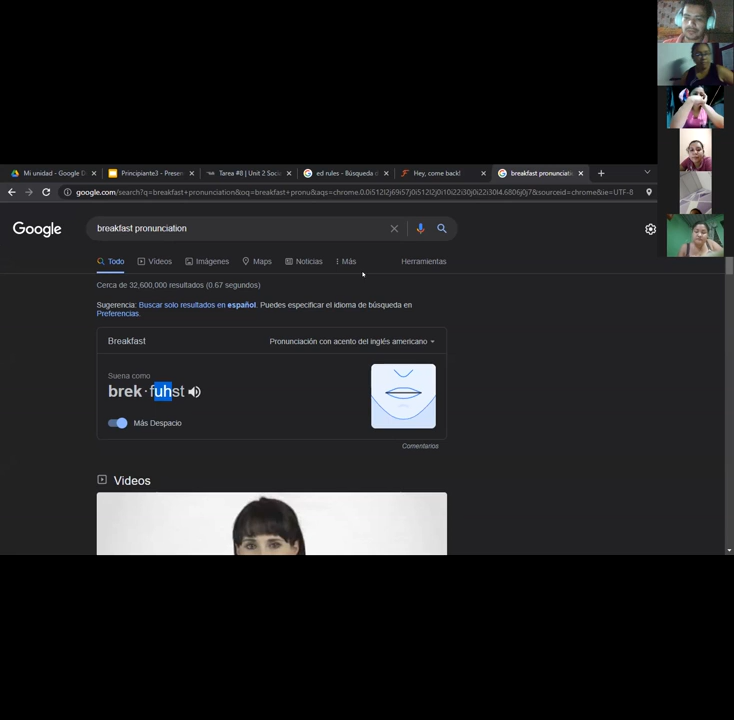 Mi unidad - Google D
Principiante3 - Presen
Tarea #8 | Unit 2 Socia
ed rules - Búsqueda d
Hey, come back!
breakfast pronunciatio
google.com/search?q=breakfast+pronunciation&oq=breakfast+pronu&aqs=chrome.0.0i512l2j69i57j0i512l2j0i10i22i30j0i22i30l4.6806j0j7&sourceid=chrome&ie=UTF-8
Google
breakfast pronunciation
Todo
Vídeos
Imágenes
Maps
Noticias
Más
Herramientas
Cerca de 32,600,000 resultados (0.67 segundos)
Sugerencia: Buscar solo resultados en español. Puedes especificar el idioma de búsqueda en
Preferencias.
Breakfast
Pronunciación con acento del inglés americano
Suena como
brek·fuhst
Más Despacio
Comentarios
Videos